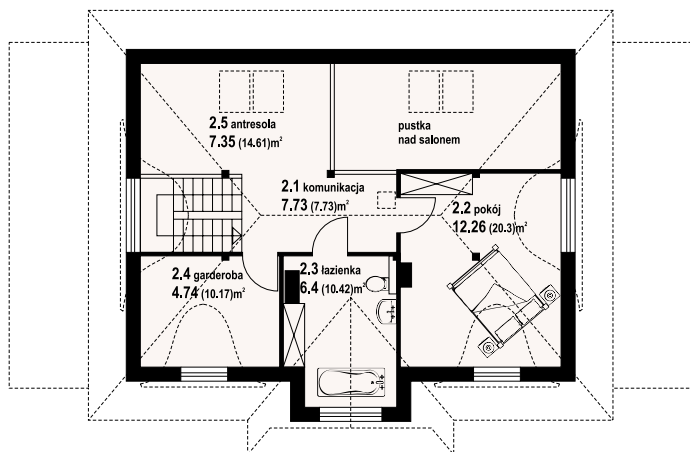 2.5 antresola
7.35 (14.61)m²
pustka
nad salonem
2.1 komunikacja
7.73 (7.73)m²
2.2 pokój
12.26 (20.3)m²
2.4 garderoba
4.74 (10.17)m²
2.3 łazienka
6.4 (10.42)m²